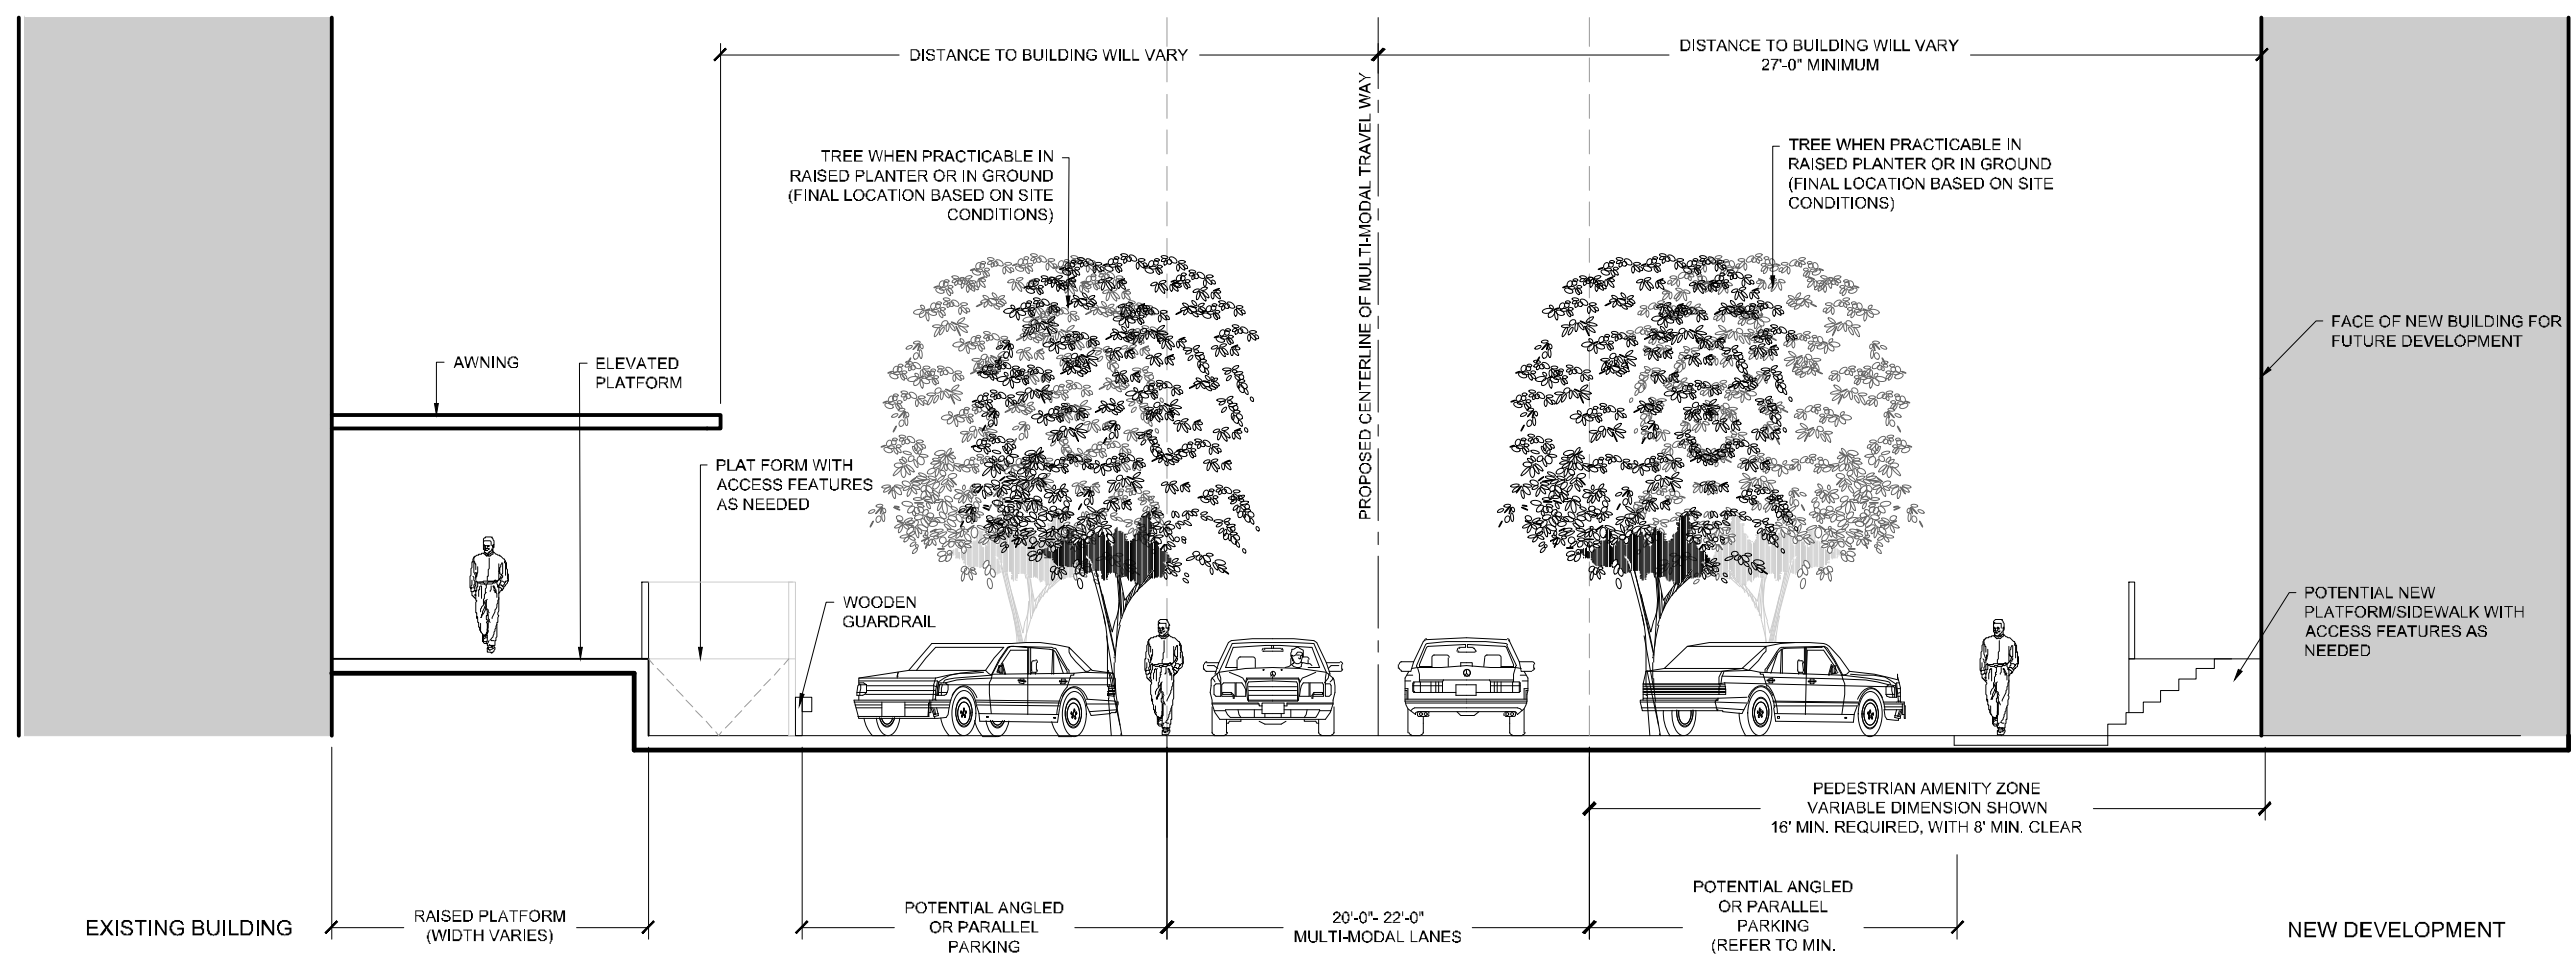 DISTANCE TO BUILDING WILL VARY
DISTANCE TO BUILDING WILL VARY
27'-0" MINIMUM
PROPOSED CENTERLINE OF MULTI-MODAL TRAVEL WAY
TREE WHEN PRACTICABLE IN
RAISED PLANTER OR IN GROUND
(FINAL LOCATION BASED ON SITE
CONDITIONS)
TREE WHEN PRACTICABLE IN
RAISED PLANTER OR IN GROUND
(FINAL LOCATION BASED ON SITE
CONDITIONS)
FACE OF NEW BUILDING FOR
FUTURE DEVELOPMENT
AWNING
ELEVATED
PLATFORM
PLAT FORM WITH
ACCESS FEATURES
AS NEEDED
WOODEN
GUARDRAIL
POTENTIAL NEW
PLATFORM/SIDEWALK WITH
ACCESS FEATURES AS
NEEDED
PEDESTRIAN AMENITY ZONE
VARIABLE DIMENSION SHOWN
16' MIN. REQUIRED, WITH 8' MIN. CLEAR
EXISTING BUILDING
RAISED PLATFORM
(WIDTH VARIES)
POTENTIAL ANGLED
OR PARALLEL
PARKING
20'-0"- 22'-0"
MULTI-MODAL LANES
POTENTIAL ANGLED
OR PARALLEL
PARKING
(REFER TO MIN.
NEW DEVELOPMENT